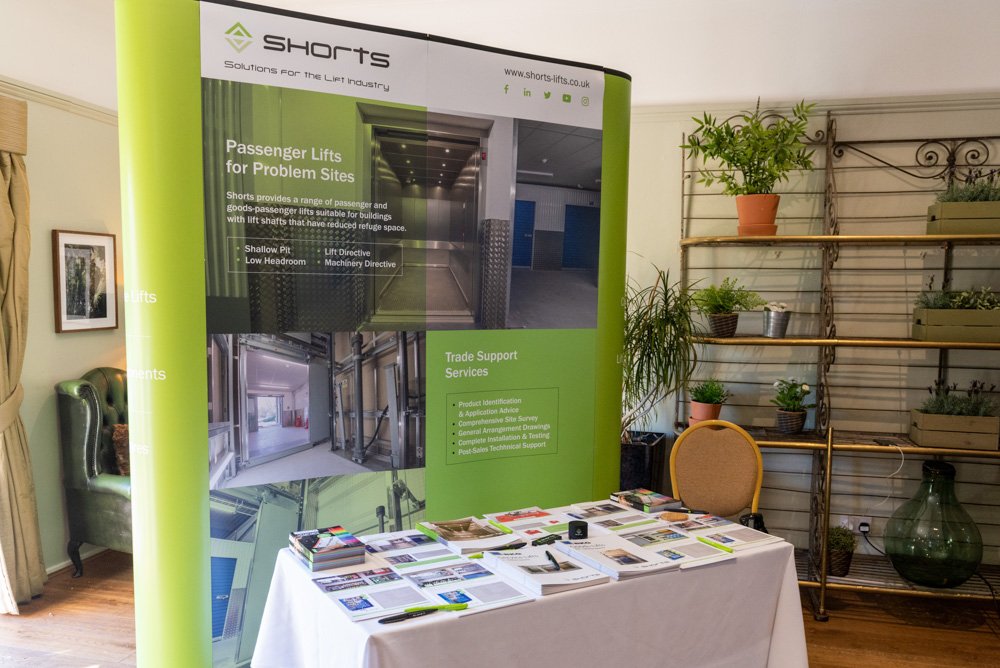 SHORTS
Solutions for the Lift Industry
www.shorts-lifts.co.uk
Passenger Lifts
for Problem Sites
Shorts provides a range of passenger and
goods-passenger lifts suitable for buildings
with lift shafts that have reduced refuge space.
• Shallow Pit
• Low Headroom
• Lift Directive
• Machinery Directive
Lifts
Trade Support
Services
• Product Identification
& Application Advice
• Comprehensive Site Survey
• General Arrangement Drawings
• Complete Installation & Testing
• Post-Sales Techhnical Support